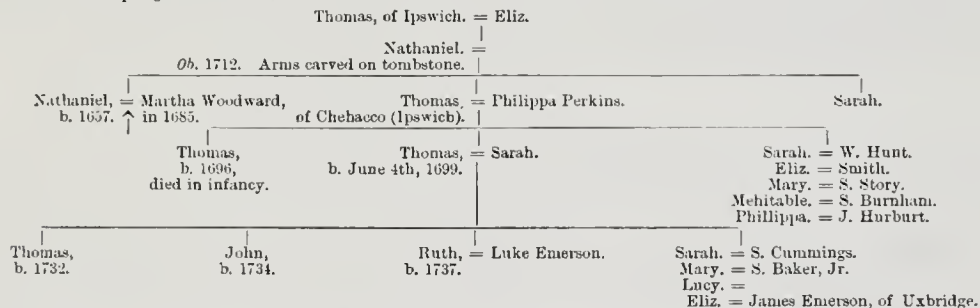 Thomas, of Ipswich. = Eliz.
Nathaniel. =
Ob. 1712. Arms carved on tombstone.
Nathaniel, = Martha Woodward, Thomas, = Philippa Perkins. Sarah.
b. 1657. in 1685. of Chebacco (Ipswich).
Thomas, Thomas, = Sarah. Sarah. = W. Hunt.
b. 1696, b. June 4th, 1699. Eliz. = Smith.
died in infancy. Mary. = S. Story.
Mehitable. = S. Burnham.
Phillippa. = J. Hurburt.
Thomas, John, Ruth, = Luke Emerson. Sarah. = S. Cummings.
b. 1732. b. 1734. b. 1737. Mary. = S. Baker, Jr.
Lucy. =
Eliz. = James Emerson, of Uxbridge.